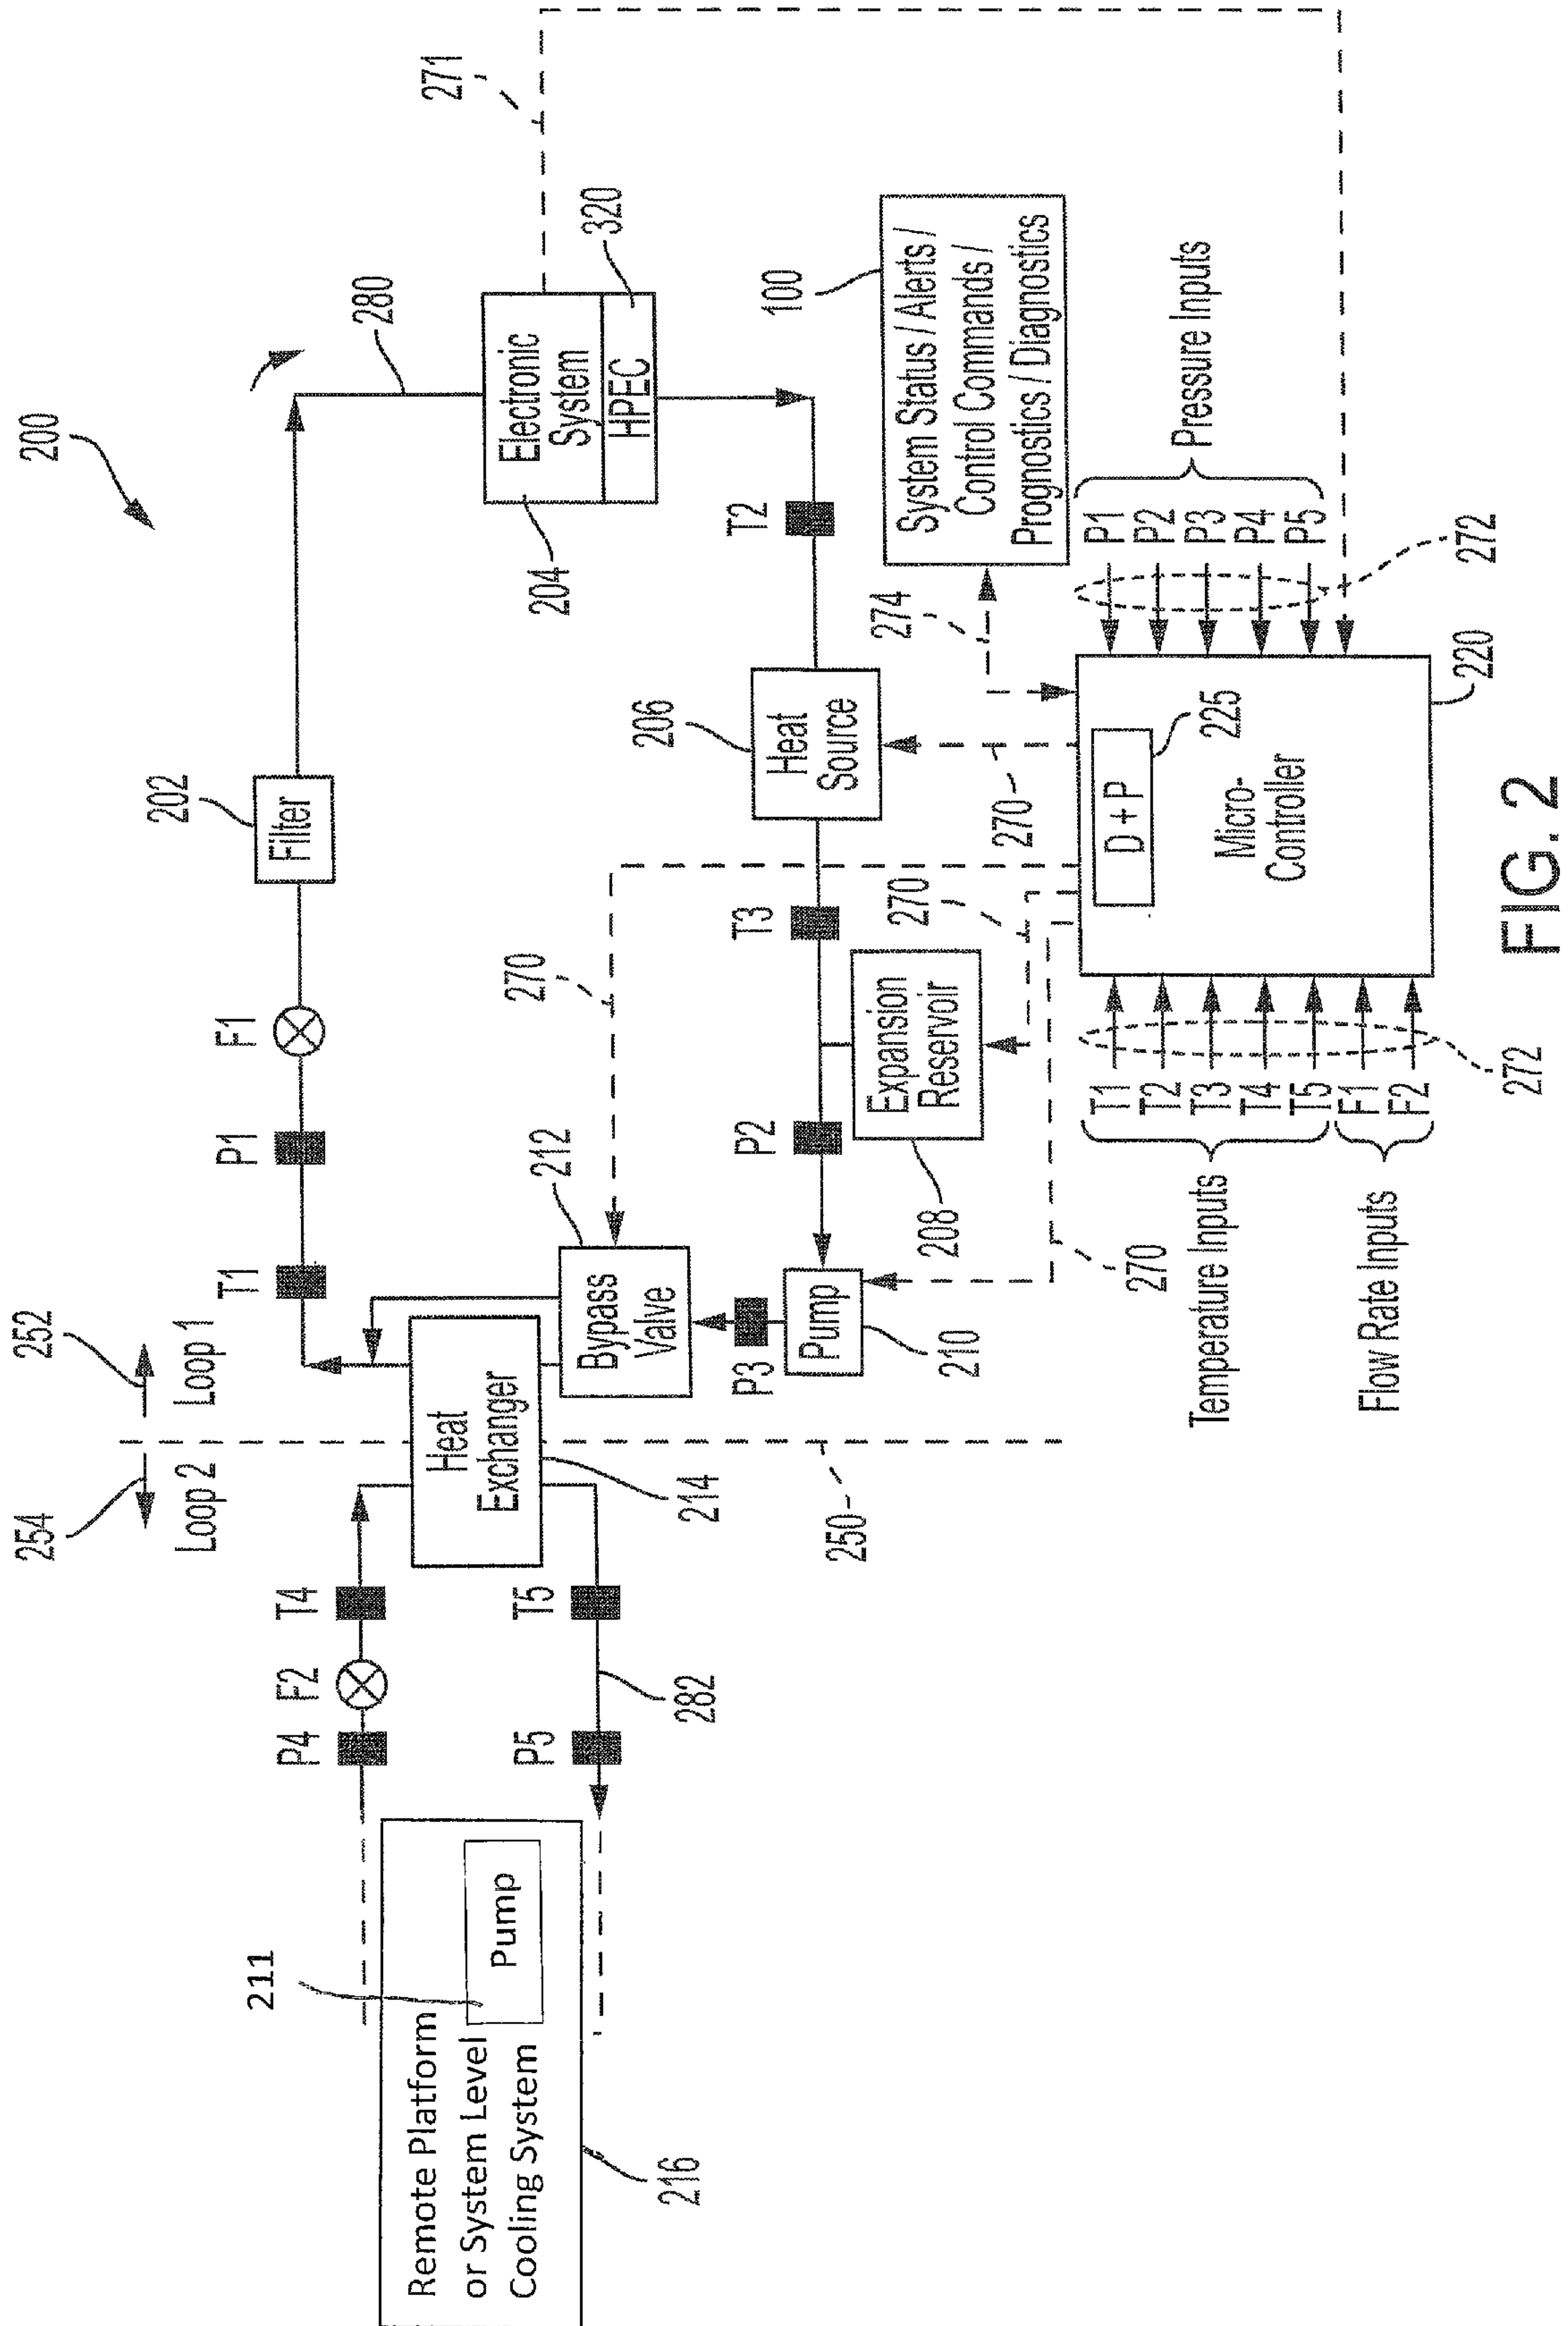 200
254
252
Loop 2
Loop 1
211
P4
F2
T4
T1
P1
F1
202
Filter
280
271
Remote Platform
or System Level
Cooling System
Pump
216
P5
T5
282
Heat
Exchanger
214
212
Bypass
Valve
270
Electronic
System
HPEC
204
320
P3
Pump
210
250
P2
T3
206
Heat
Source
T2
Expansion
Reservoir
208
270
270
270
274
100
System Status / Alerts /
Control Commands /
Prognostics / Diagnostics
Temperature Inputs
T1
T2
T3
T4
T5
Flow Rate Inputs
F1
F2
272
D + P
225
Micro-
Controller
220
P1
P2
P3
P4
P5
Pressure Inputs
272
FIG. 2